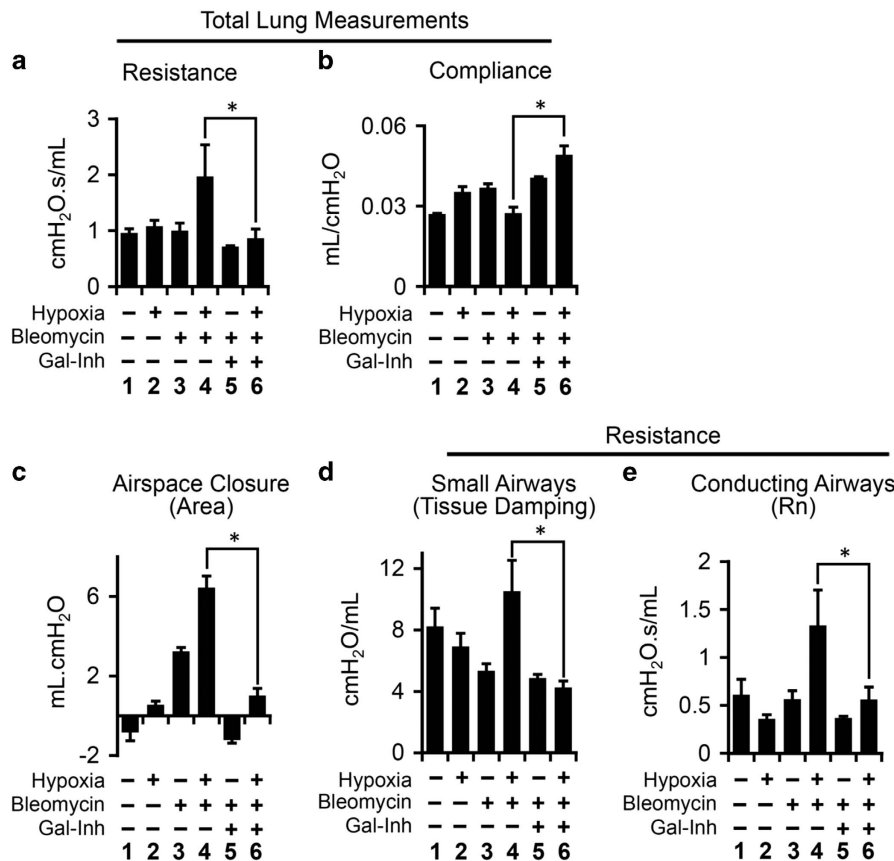 Total Lung Measurements
a
Resistance
cmH₂O.s/mL
3
2
1
0
*
Hypoxia − + − + − +
Bleomycin − − + + + +
Gal-Inh − − − − + +
1 2 3 4 5 6
b
Compliance
mL/cmH₂O
0.06
0.03
0
*
− + − + − +
− − + + + +
− − − − + +
1 2 3 4 5 6
c
Airspace Closure
(Area)
mL.cmH₂O
6
2
-2
*
Hypoxia − + − + − +
Bleomycin − − + + + +
Gal-Inh − − − − + +
1 2 3 4 5 6
Resistance
d
Small Airways
(Tissue Damping)
cmH₂O/mL
12
8
4
0
*
Hypoxia − + − + − +
Bleomycin − − + + + +
Gal-Inh − − − − + +
1 2 3 4 5 6
e
Conducting Airways
(Rn)
cmH₂O.s/mL
2
1.5
1
0.5
0
*
Hypoxia − + − + − +
Bleomycin − − + + + +
Gal-Inh − − − − + +
1 2 3 4 5 6